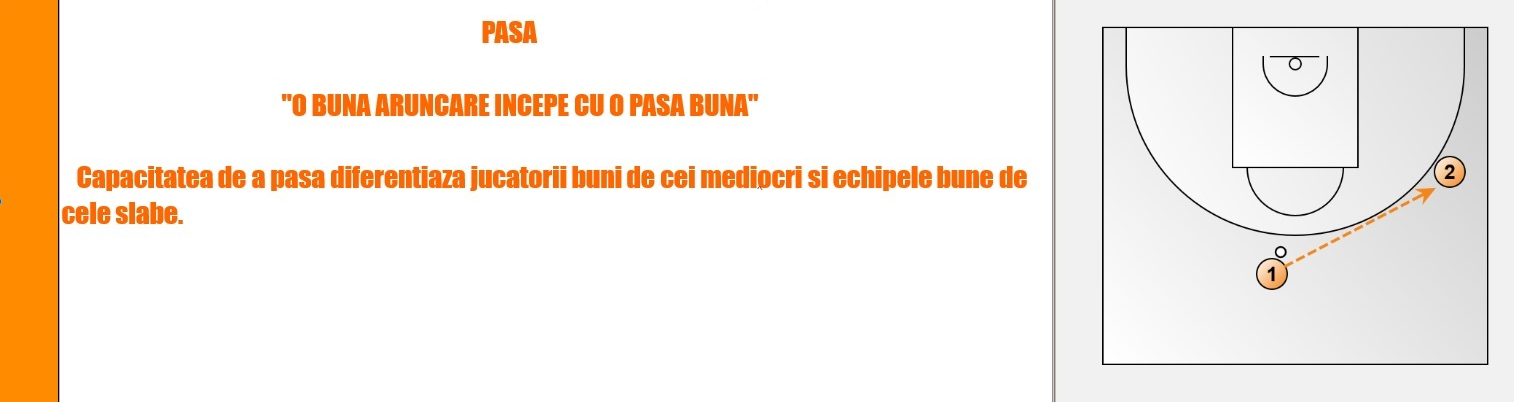 PASA
"O BUNA ARUNCARE INCEPE CU O PASA BUNA"
Capacitatea de a pasa diferentiaza jucatorii buni de cei mediocri si echipele bune de
cele slabe.
2
1